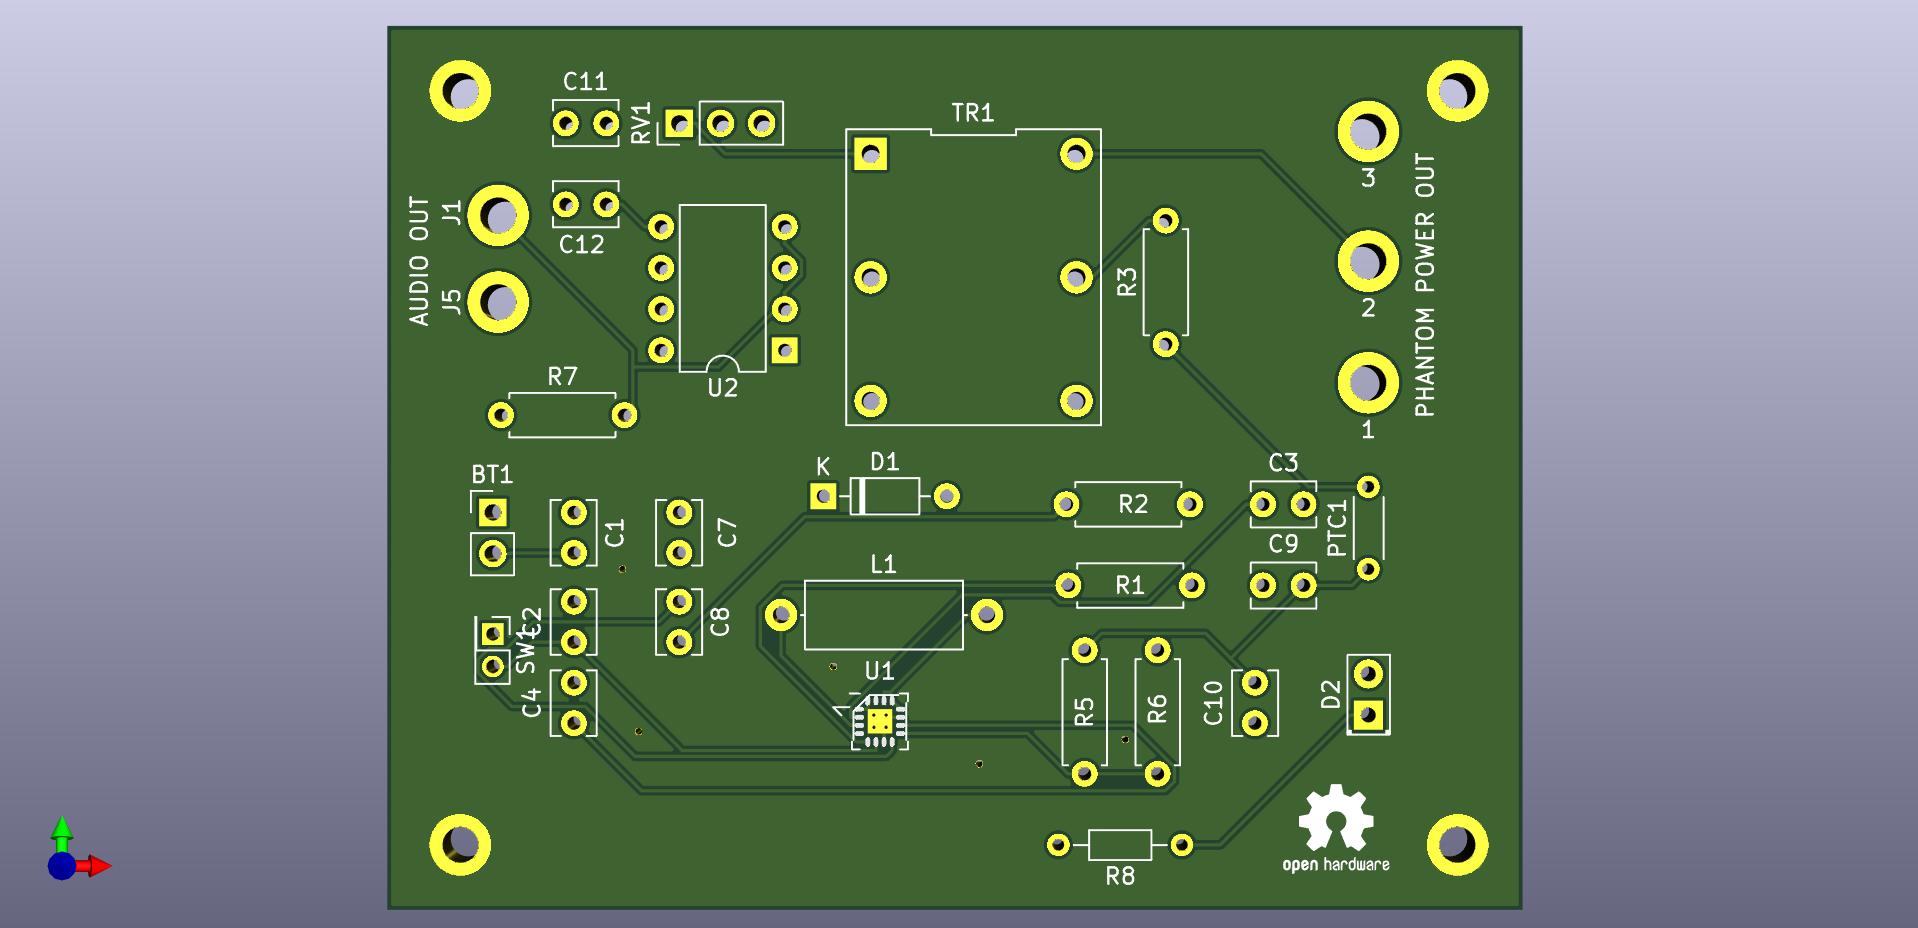 C11
RV1
TR1
3
C12
J1
AUDIO OUT
J5
PHANTOM POWER OUT
R3
2
U2
R7
1
BT1
K
D1
C3
R2
C1
C7
PTC1
C9
L1
R1
C2
C8
SW1
U1
1
C4
R5
R6
C10
D2
R8
open hardware